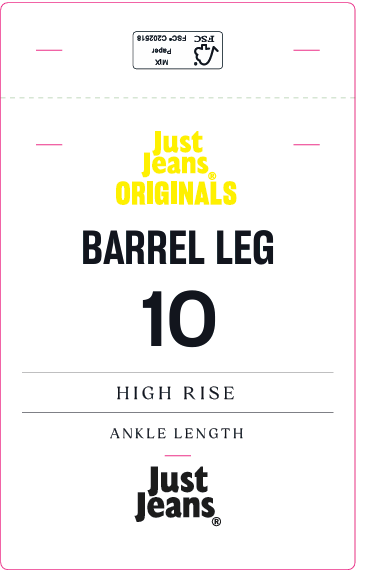 MIX
Paper
FSC
FSC® C202518
Just
Jeans®
ORIGINALS
BARREL LEG
10
HIGH RISE
ANKLE LENGTH
Just
Jeans®